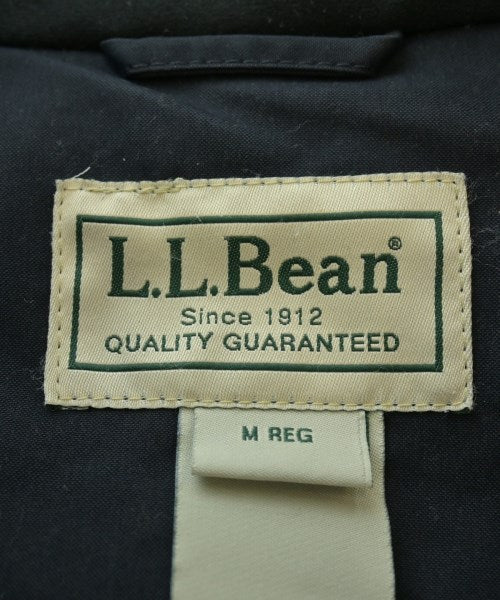 L.L.Bean®
Since 1912
QUALITY GUARANTEED
M REG